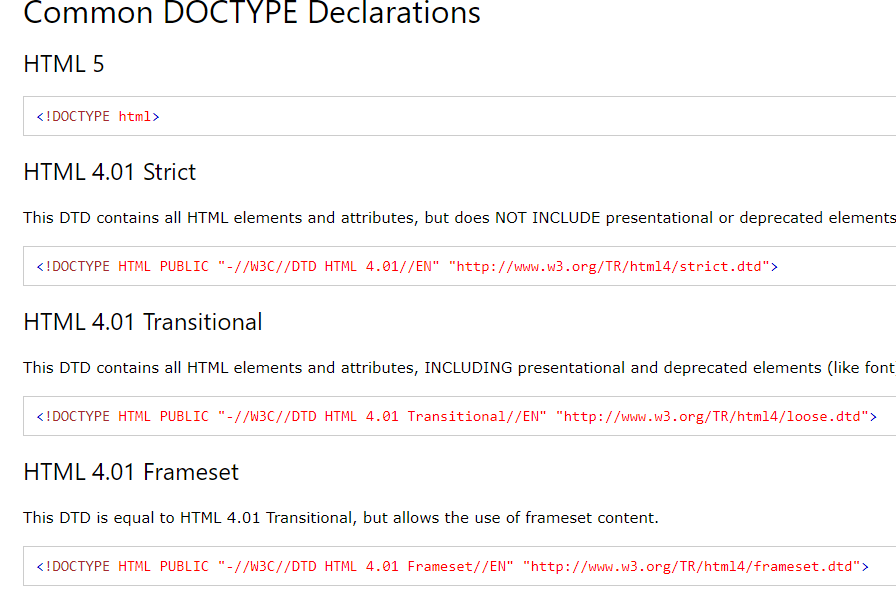 Common DOCTYPE Declarations
HTML 5
<!DOCTYPE html>
HTML 4.01 Strict
This DTD contains all HTML elements and attributes, but does NOT INCLUDE presentational or deprecated elements
<!DOCTYPE HTML PUBLIC "-//W3C//DTD HTML 4.01//EN" "http://www.w3.org/TR/html4/strict.dtd">
HTML 4.01 Transitional
This DTD contains all HTML elements and attributes, INCLUDING presentational and deprecated elements (like font
<!DOCTYPE HTML PUBLIC "-//W3C//DTD HTML 4.01 Transitional//EN" "http://www.w3.org/TR/html4/loose.dtd">
HTML 4.01 Frameset
This DTD is equal to HTML 4.01 Transitional, but allows the use of frameset content.
<!DOCTYPE HTML PUBLIC "-//W3C//DTD HTML 4.01 Frameset//EN" "http://www.w3.org/TR/html4/frameset.dtd">